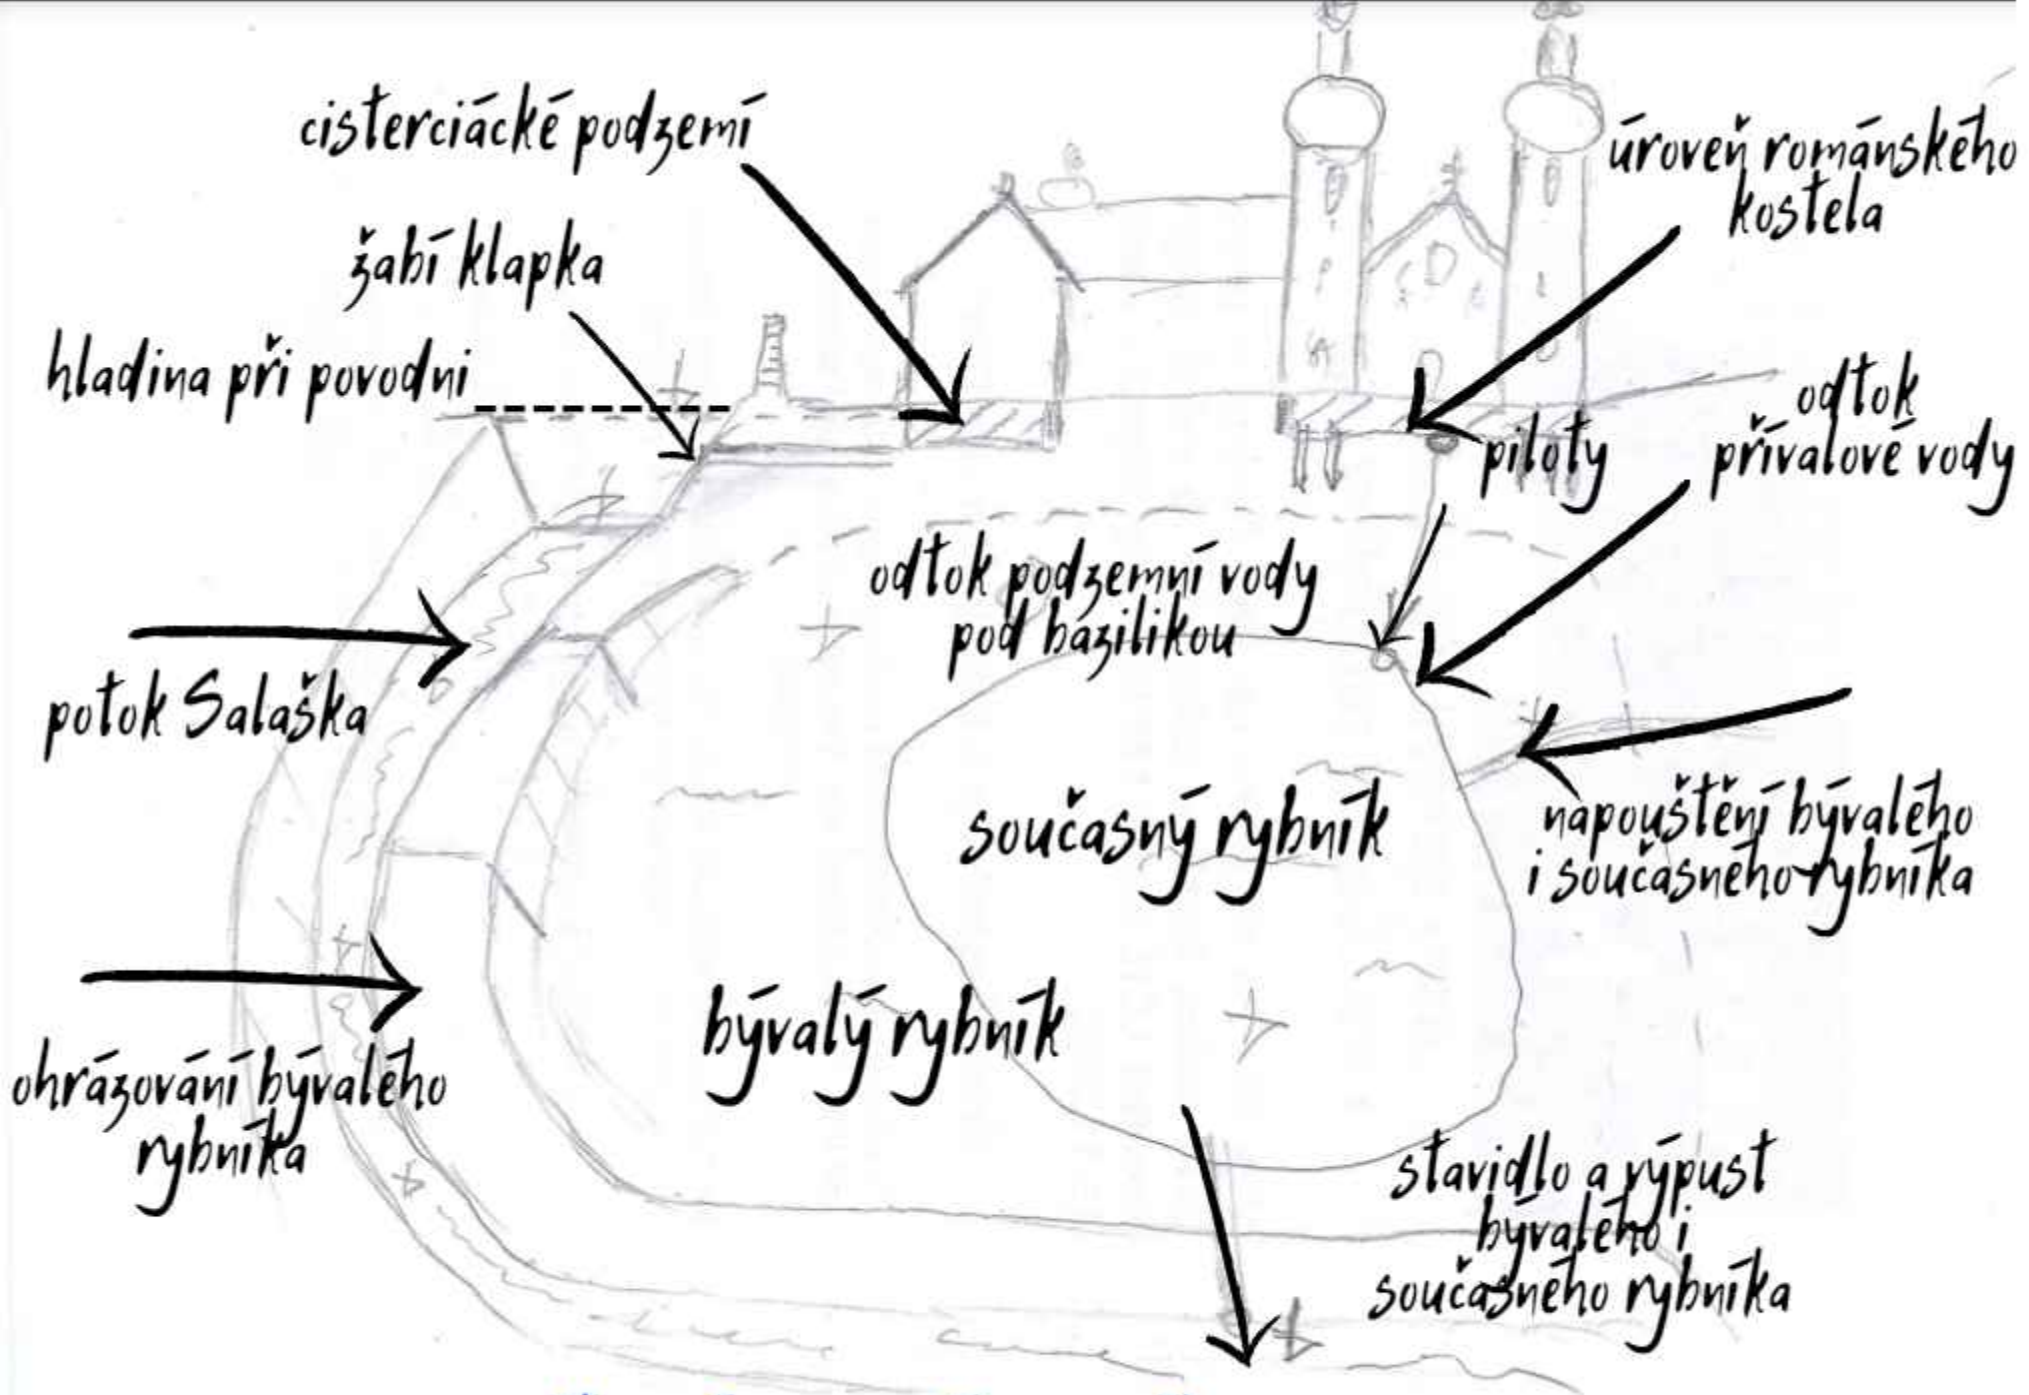 cisterciácké podzemí
úroveň románského
kostela
žabí klapka
hladina při povodni
odtok
přívalové vody
piloty
odtok podzemní vody
pod bazilikou
potok Salaška
současný rybník
napouštění bývalého
i současného rybníka
bývalý rybník
ohrázování bývalého
rybníka
stavidlo a výpust
bývalého i
současného rybníka